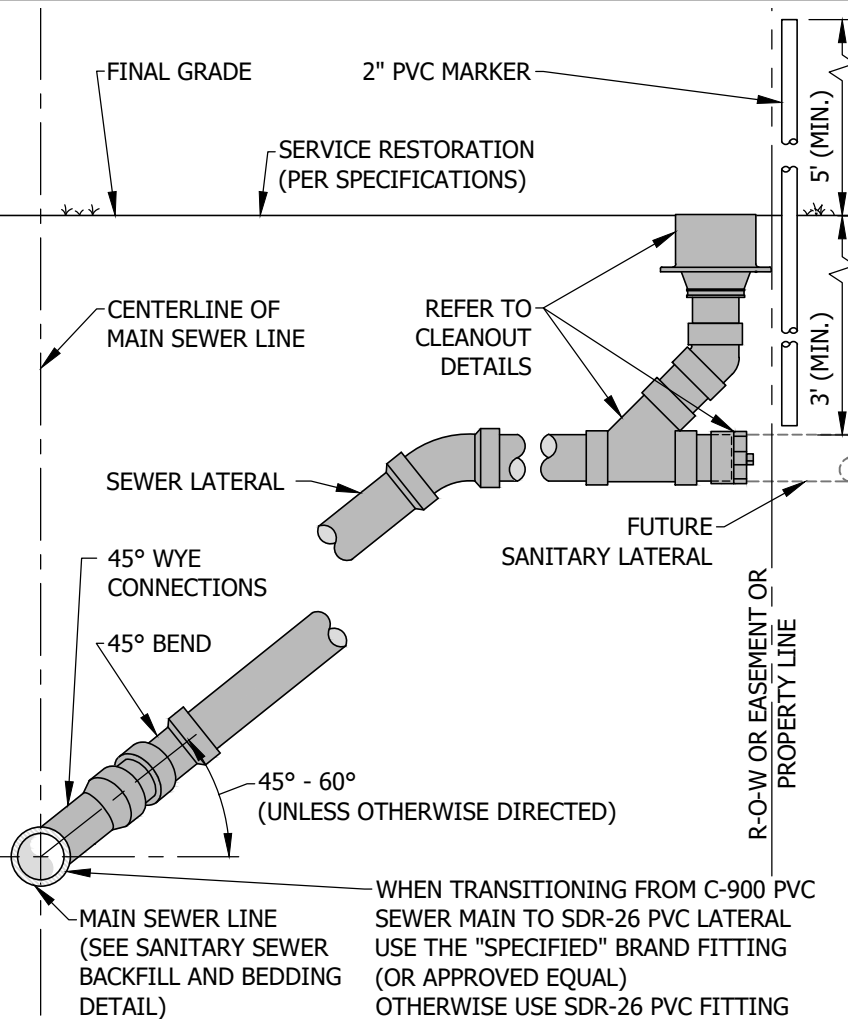 FINAL GRADE
2" PVC MARKER
5' (MIN.)
SERVICE RESTORATION
(PER SPECIFICATIONS)
CENTERLINE OF
MAIN SEWER LINE
REFER TO
CLEANOUT
DETAILS
3' (MIN.)
SEWER LATERAL
FUTURE
SANITARY LATERAL
45° WYE
CONNECTIONS
45° BEND
R-O-W OR EASEMENT OR
PROPERTY LINE
45° - 60°
(UNLESS OTHERWISE DIRECTED)
MAIN SEWER LINE
(SEE SANITARY SEWER
BACKFILL AND BEDDING
DETAIL)
WHEN TRANSITIONING FROM C-900 PVC
SEWER MAIN TO SDR-26 PVC LATERAL
USE THE "SPECIFIED" BRAND FITTING
(OR APPROVED EQUAL)
OTHERWISE USE SDR-26 PVC FITTING